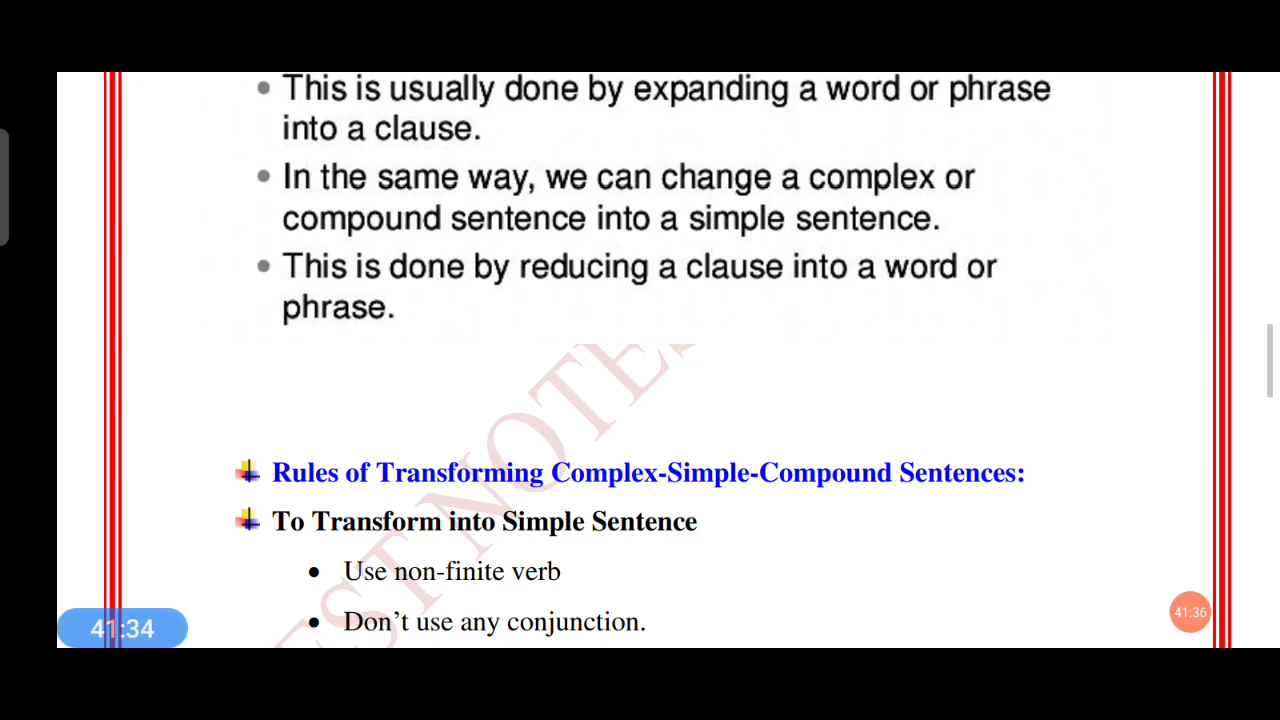 • This is usually done by expanding a word or phrase
into a clause.
• In the same way, we can change a complex or
compound sentence into a simple sentence.
• This is done by reducing a clause into a word or
phrase.
Rules of Transforming Complex-Simple-Compound Sentences:
To Transform into Simple Sentence
• Use non-finite verb
• Don’t use any conjunction.
41:34
41:36